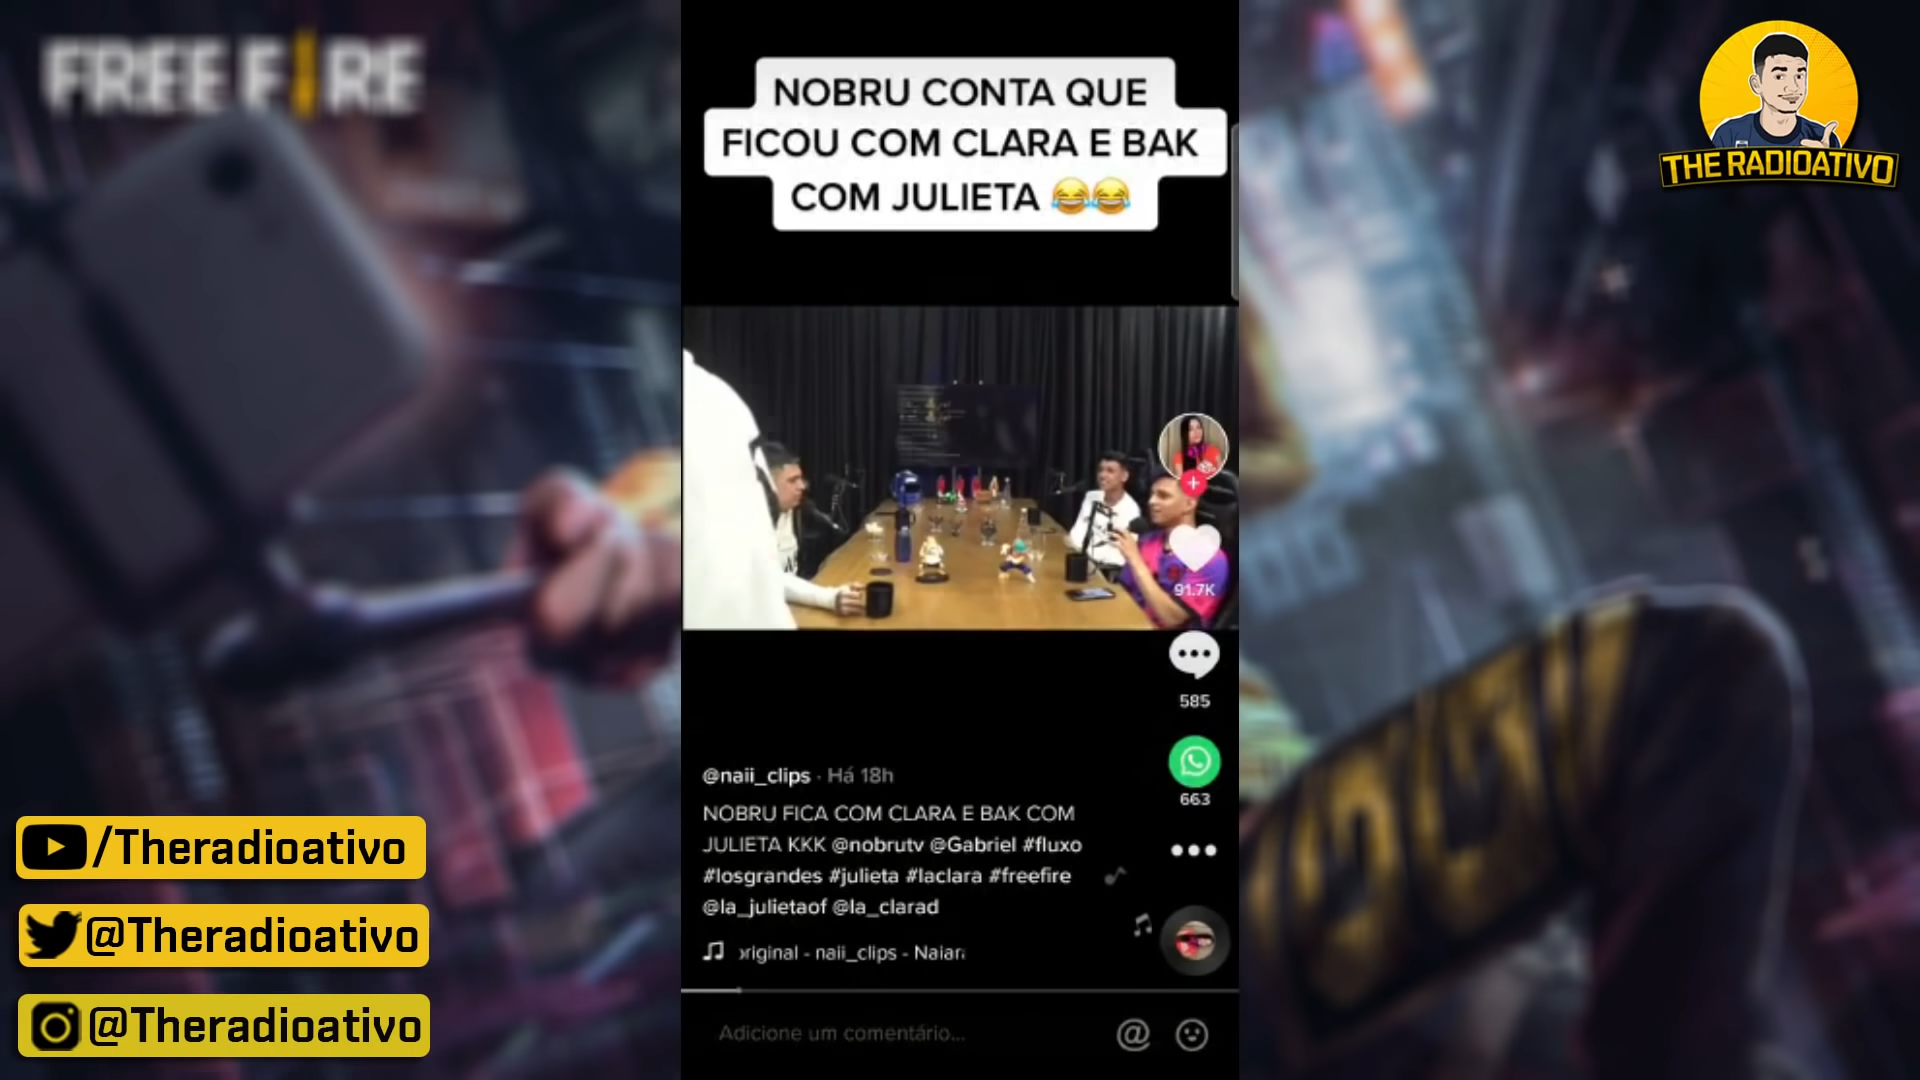 FREE FIRE
THE RADIOATIVO
NOBRU CONTA QUE
FICOU COM CLARA E BAK
COM JULIETA 😂😂
91.7K
585
663
@naii_clips · Há 18h
NOBRU FICA COM CLARA E BAK COM
JULIETA KKK @nobrutv @Gabriel #fluxo
#losgrandes #julieta #laclara #freefire
@la_julietaof @la_clarad
original - naii_clips - Naiar
Adicione um comentário...
/Theradioativo
@Theradioativo
@Theradioativo